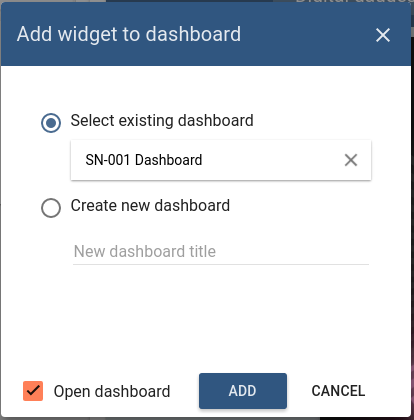 Add widget to dashboard
Select existing dashboard
SN-001 Dashboard
Create new dashboard
New dashboard title
Open dashboard
ADD
CANCEL